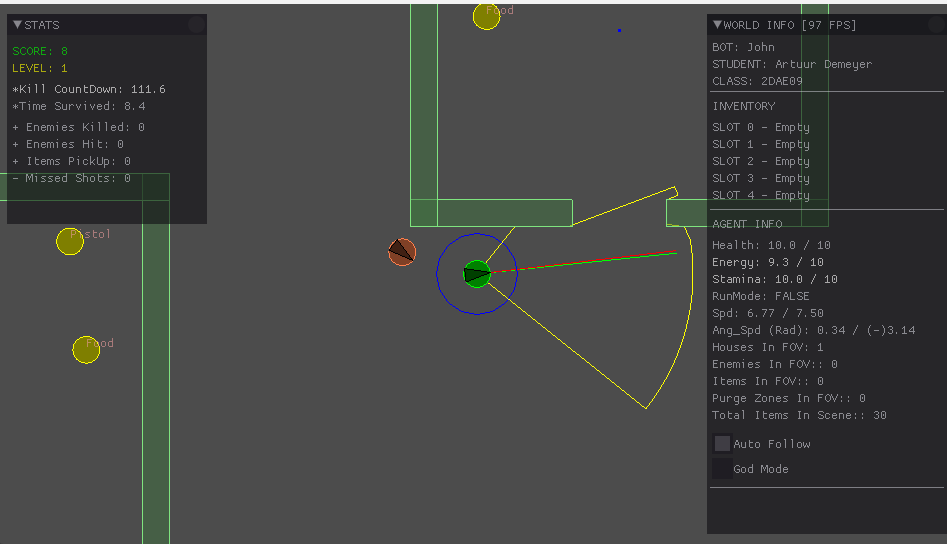 STATS
SCORE: 8
LEVEL: 1
*Kill CountDown: 111.6
*Time Survived: 8.4
+ Enemies Killed: 0
+ Enemies Hit: 0
+ Items PickUp: 0
- Missed Shots: 0
Food
Pistol
Food
WORLD INFO [97 FPS]
BOT: John
STUDENT: Artuur Demeyer
CLASS: 2DAE09
INVENTORY
SLOT 0 - Empty
SLOT 1 - Empty
SLOT 2 - Empty
SLOT 3 - Empty
SLOT 4 - Empty
AGENT INFO
Health: 10.0 / 10
Energy: 9.3 / 10
Stamina: 10.0 / 10
RunMode: FALSE
Spd: 6.77 / 7.50
Ang_Spd (Rad): 0.34 / (-)3.14
Houses In FOV: 1
Enemies In FOV:: 0
Items In FOV:: 0
Purge Zones In FOV:: 0
Total Items In Scene:: 30
Auto Follow
God Mode